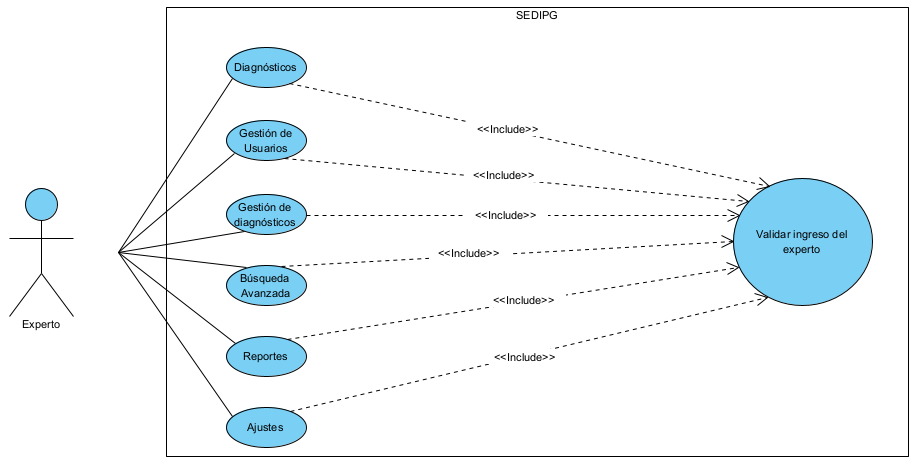 SEDIPG
Diagnósticos
<<Include>>
Gestión de
Usuarios
<<Include>>
Gestión de
diagnósticos
<<Include>>
Validar ingreso del
experto
Búsqueda
Avanzada
<<Include>>
<<Include>>
Experto
Reportes
<<Include>>
Ajustes